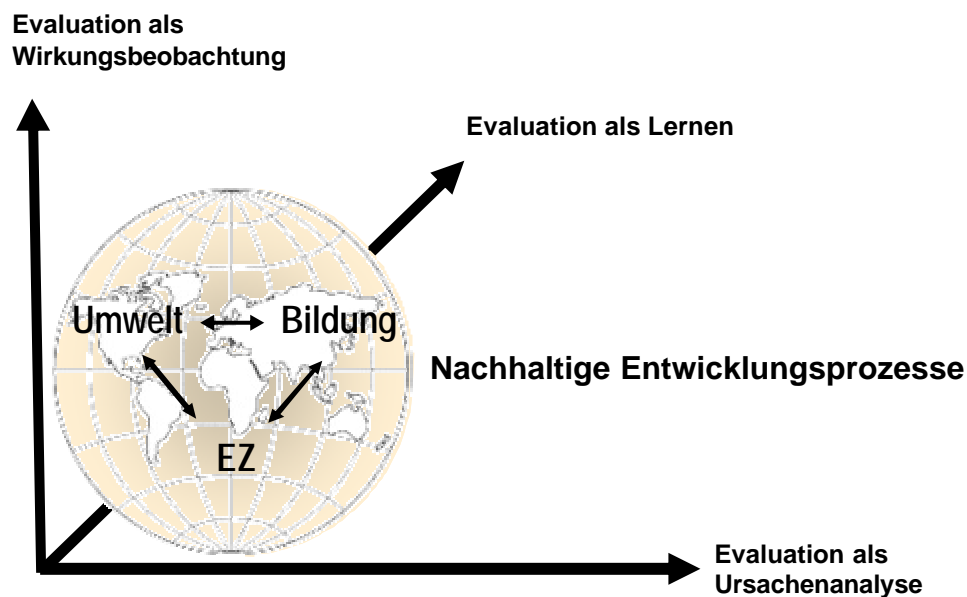 Evaluation als
Wirkungsbeobachtung
Evaluation als Lernen
Umwelt Bildung
Nachhaltige Entwicklungsprozesse
EZ
Evaluation als
Ursachenanalyse